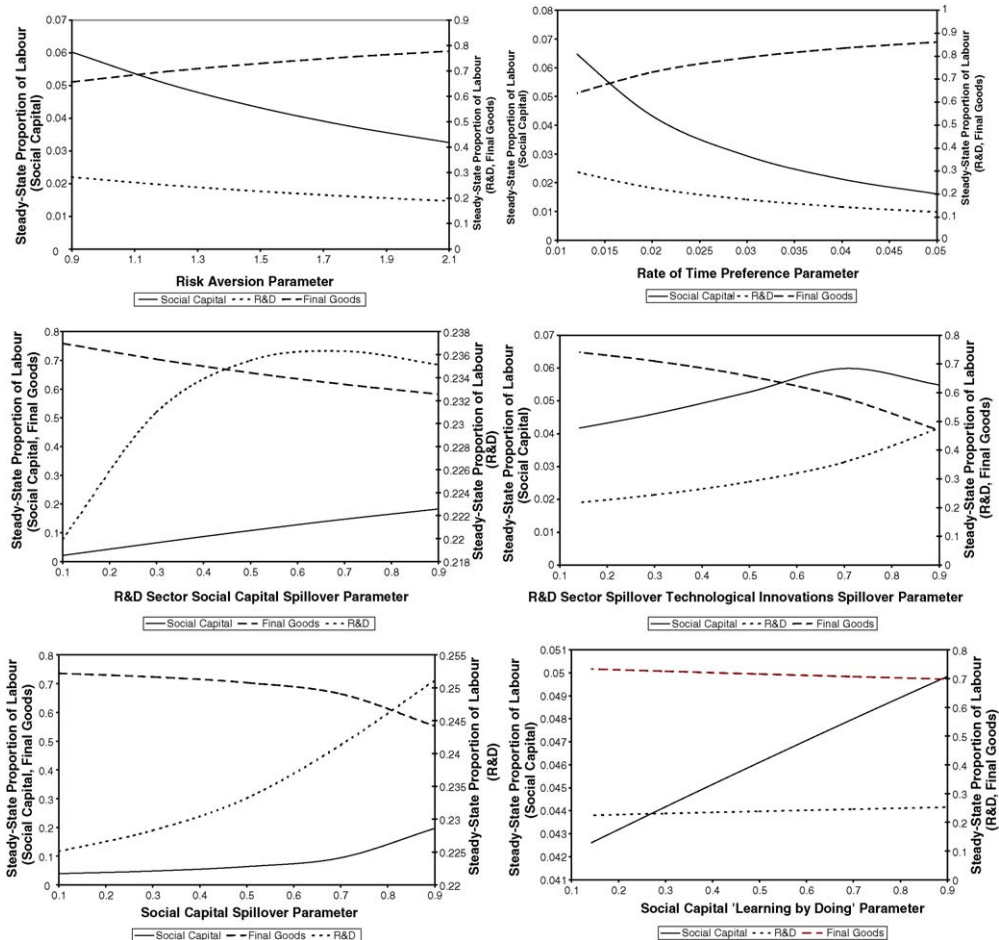 Steady-State Proportion of Labour
(Social Capital)
0.07
0.06
0.05
0.04
0.03
0.02
0.01
0
0.9
0.8
0.7
0.6
0.5
0.4
0.3
0.2
0.1
0
Steady-State Proportion of Labour
(R&D, Final Goods)
0.9 1.1 1.3 1.5 1.7 1.9 2.1
Risk Aversion Parameter
Social Capital R&D Final Goods
Steady-State Proportion of Labour
(Social Capital)
0.08
0.07
0.06
0.05
0.04
0.03
0.02
0.01
0
1
0.9
0.8
0.7
0.6
0.5
0.4
0.3
0.2
0.1
0
Steady-State Proportion of Labour
(R&D, Final Goods)
0.01 0.015 0.02 0.025 0.03 0.035 0.04 0.045 0.05
Rate of Time Preference Parameter
Social Capital R&D Final Goods
Steady-State Proportion of Labour
(Social Capital, Final Goods)
0.8
0.7
0.6
0.5
0.4
0.3
0.2
0.1
0
0.238
0.236
0.234
0.232
0.23
0.228
0.226
0.224
0.222
0.22
0.218
Steady-State Proportion of Labour
(R&D)
0.1 0.2 0.3 0.4 0.5 0.6 0.7 0.8 0.9
R&D Sector Social Capital Spillover Parameter
Social Capital Final Goods R&D
Steady-State Proportion of Labour
(Social Capital)
0.07
0.06
0.05
0.04
0.03
0.02
0.01
0
0.8
0.7
0.6
0.5
0.4
0.3
0.2
0.1
0
Steady-State Proportion of Labour
(R&D, Final Goods)
0.1 0.2 0.3 0.4 0.5 0.6 0.7 0.8 0.9
R&D Sector Spillover Technological Innovations Spillover Parameter
Social Capital R&D Final Goods
Steady-State Proportion of Labour
(Social Capital, Final Goods)
0.8
0.7
0.6
0.5
0.4
0.3
0.2
0.1
0
0.255
0.25
0.245
0.24
0.235
0.23
0.225
0.22
Steady-State Proportion of Labour
(R&D)
0.1 0.2 0.3 0.4 0.5 0.6 0.7 0.8 0.9
Social Capital Spillover Parameter
Social Capital Final Goods R&D
Steady-State Proportion of Labour
(Social Capital)
0.051
0.05
0.049
0.048
0.047
0.046
0.045
0.044
0.043
0.042
0.041
0.8
0.7
0.6
0.5
0.4
0.3
0.2
0.1
0
Steady-State Proportion of Labour
(R&D, Final Goods)
0.1 0.2 0.3 0.4 0.5 0.6 0.7 0.8 0.9
Social Capital 'Learning by Doing' Parameter
Social Capital R&D Final Goods